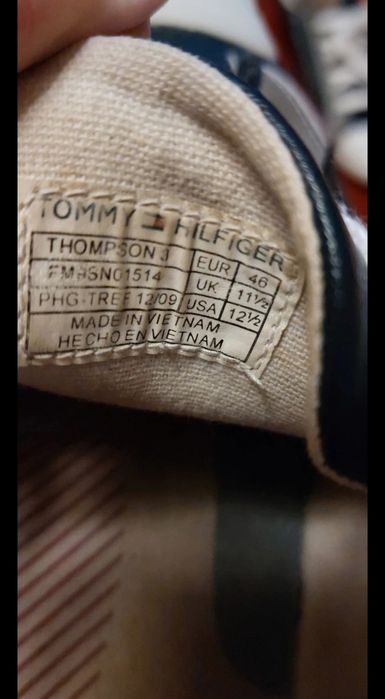 TOMMY HILFIGER
THOMPSON 3 EUR 46
FMHSN01514 UK 11½
PHG-TREF 12/09 USA 12½
MADE IN VIETNAM
HECHO EN VIETNAM